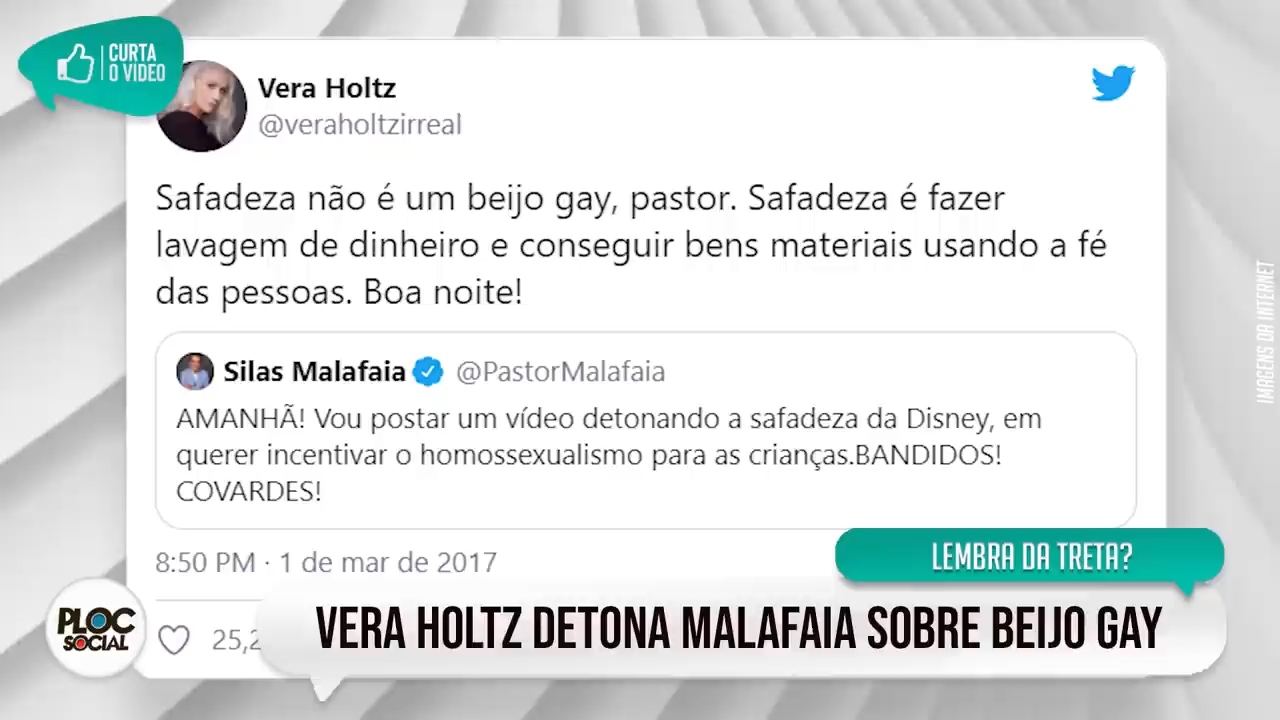 CURTA
O VIDEO
Vera Holtz
@veraholtzirreal
Safadeza não é um beijo gay, pastor. Safadeza é fazer
lavagem de dinheiro e conseguir bens materiais usando a fé
das pessoas. Boa noite!
Silas Malafaia @PastorMalafaia
AMANHÃ! Vou postar um vídeo detonando a safadeza da Disney, em
querer incentivar o homossexualismo para as crianças.BANDIDOS!
COVARDES!
8:50 PM · 1 de mar de 2017
25,2
LEMBRA DA TRETA?
VERA HOLTZ DETONA MALAFAIA SOBRE BEIJO GAY
PLOC
SOCIAL
IMAGENS DA INTERNET